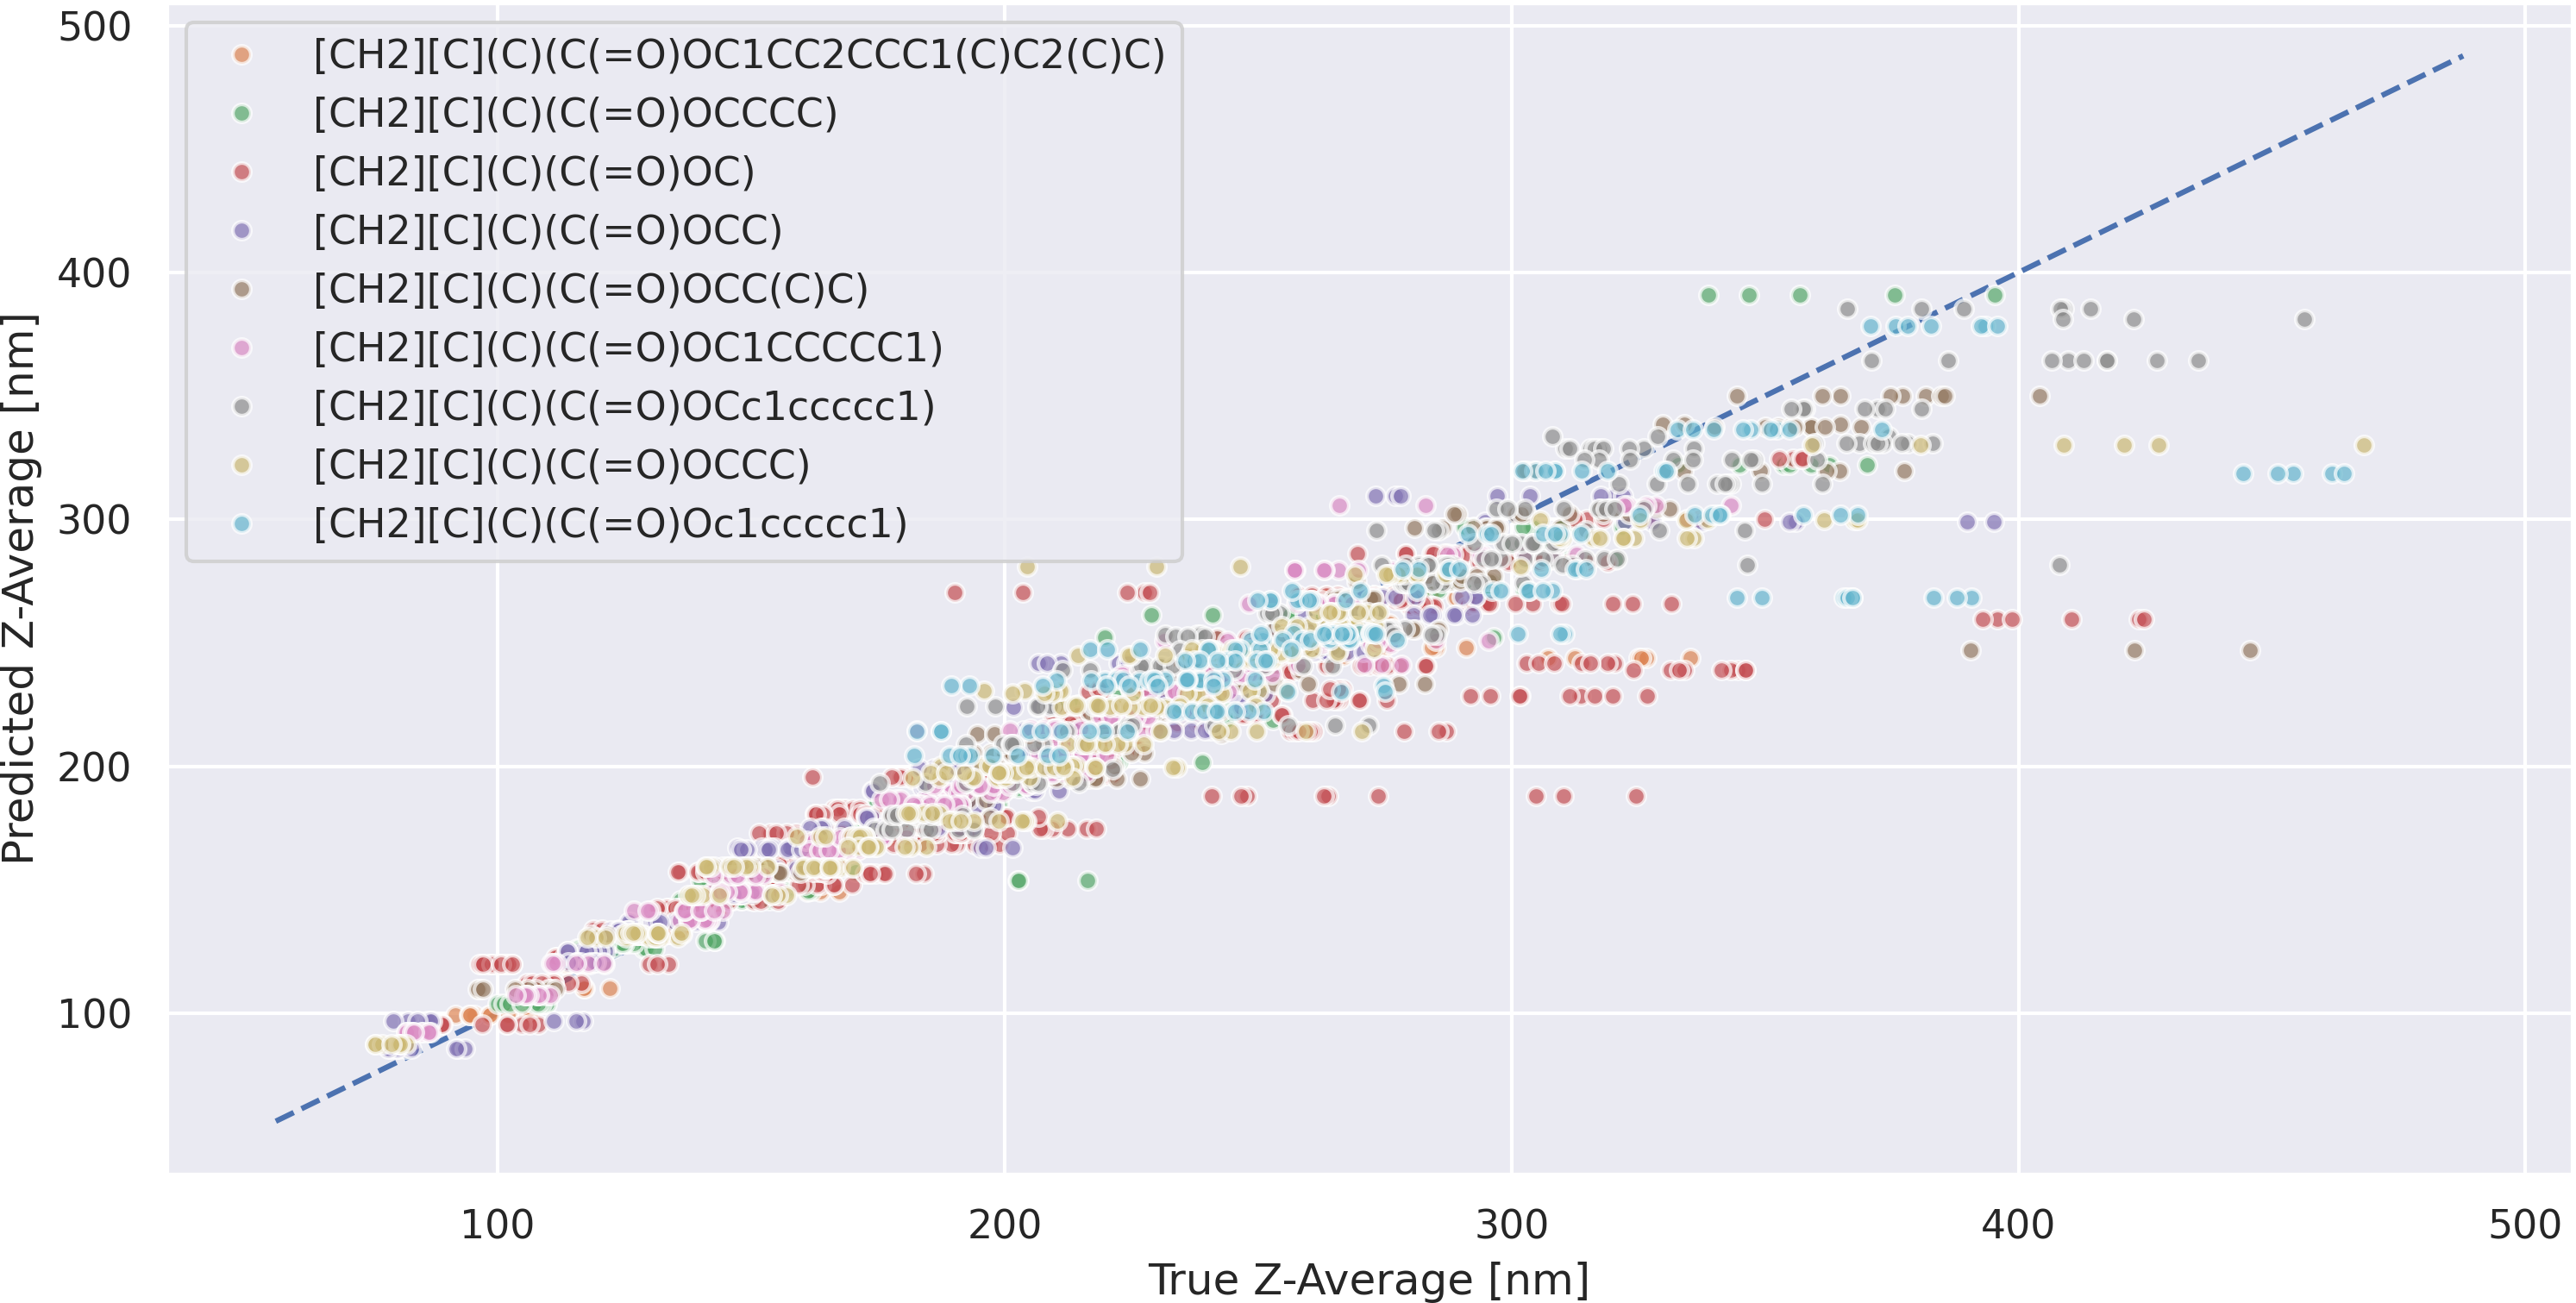 500
400
300
200
100
Predicted Z-Average [nm]
[CH2][C](C)(C(=O)OC1CC2CCC1(C)C2(C)C)
[CH2][C](C)(C(=O)OCCCC)
[CH2][C](C)(C(=O)OC)
[CH2][C](C)(C(=O)OCC)
[CH2][C](C)(C(=O)OCC(C)C)
[CH2][C](C)(C(=O)OC1CCCCC1)
[CH2][C](C)(C(=O)OCc1ccccc1)
[CH2][C](C)(C(=O)OCCC)
[CH2][C](C)(C(=O)Oc1ccccc1)
100 200 300 400 500
True Z-Average [nm]